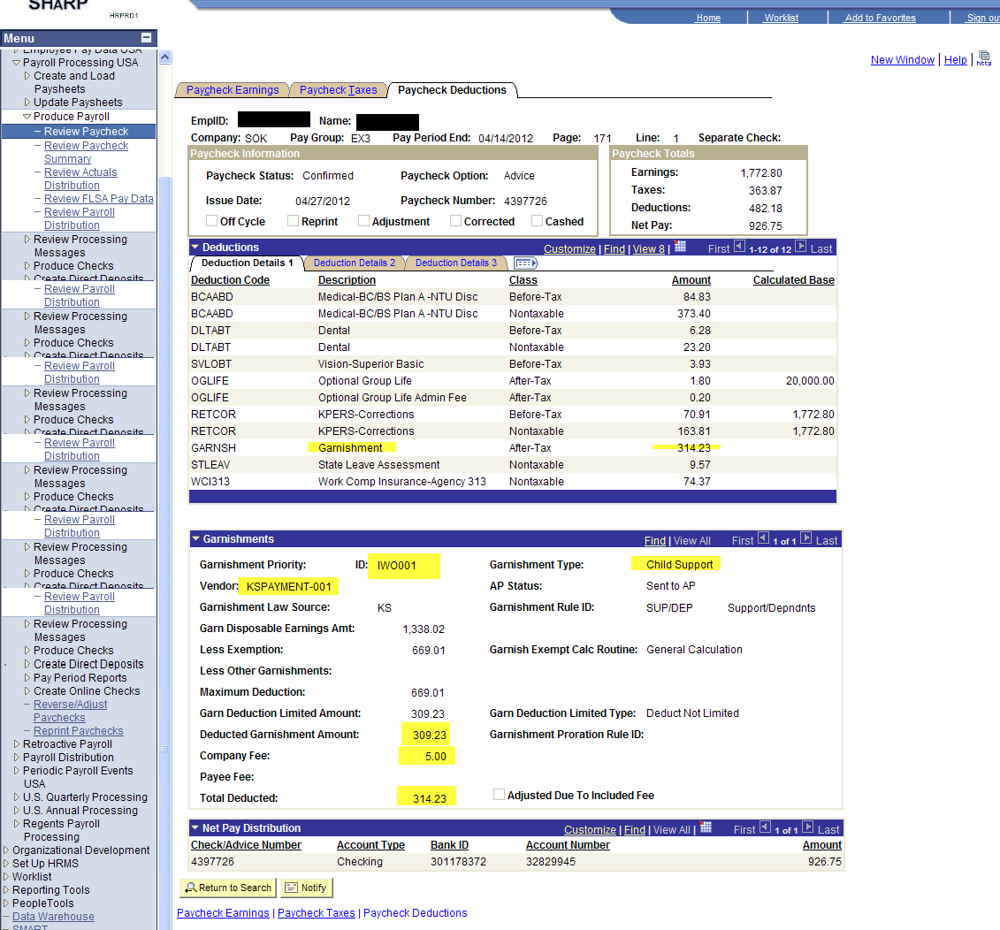 SHARP
HRPRD1
Home Worklist Add to Favorites Sign out
Menu
New Window | Help | http
Employee Pay Data USA
Payroll Processing USA
Create and Load
Paysheets
Update Paysheets
Produce Payroll
Review Paycheck
Review Paycheck
Summary
Review Actuals
Distribution
Review FLSA Pay Data
Review Payroll
Distribution
Review Processing
Messages
Produce Checks
Create Direct Deposits
Review Payroll
Distribution
Review Processing
Messages
Produce Checks
Create Direct Deposits
Review Payroll
Distribution
Review Processing
Messages
Produce Checks
Create Direct Deposits
Review Payroll
Distribution
Review Processing
Messages
Produce Checks
Create Direct Deposits
Review Payroll
Distribution
Review Processing
Messages
Produce Checks
Create Direct Deposits
Review Payroll
Distribution
Review Processing
Messages
Produce Checks
Create Direct Deposits
Pay Period Reports
Create Online Checks
Reverse/Adjust
Paychecks
Reprint Paychecks
Retroactive Payroll
Payroll Distribution
Periodic Payroll Events
USA
U.S. Quarterly Processing
U.S. Annual Processing
Regents Payroll
Processing
Organizational Development
Set Up HRMS
Worklist
Reporting Tools
PeopleTools
Data Warehouse
SMART
Paycheck Earnings Paycheck Taxes Paycheck Deductions
EmplID: Name:
Company: SOK Pay Group: EX3 Pay Period End: 04/14/2012 Page: 171 Line: 1 Separate Check:
Paycheck Information
Paycheck Status: Confirmed Paycheck Option: Advice
Issue Date: 04/27/2012 Paycheck Number: 4397726
Off Cycle Reprint Adjustment Corrected Cashed
Paycheck Totals
Earnings: 1,772.80
Taxes: 363.87
Deductions: 482.18
Net Pay: 926.75
Deductions Customize | Find | View 8 | First 1-12 of 12 Last
Deduction Details 1 Deduction Details 2 Deduction Details 3
Deduction Code Description Class Amount Calculated Base
BCAABD Medical-BC/BS Plan A -NTU Disc Before-Tax 84.83
BCAABD Medical-BC/BS Plan A -NTU Disc Nontaxable 373.40
DLTABT Dental Before-Tax 6.28
DLTABT Dental Nontaxable 23.20
SVLOBT Vision-Superior Basic Before-Tax 3.93
OGLIFE Optional Group Life After-Tax 1.80 20,000.00
OGLIFE Optional Group Life Admin Fee After-Tax 0.20
RETCOR KPERS-Corrections Before-Tax 70.91 1,772.80
RETCOR KPERS-Corrections Nontaxable 163.81 1,772.80
GARNSH Garnishment After-Tax 314.23
STLEAV State Leave Assessment Nontaxable 9.57
WCI313 Work Comp Insurance-Agency 313 Nontaxable 74.37
Garnishments Find | View All First 1 of 1 Last
Garnishment Priority: ID: IWO001 Garnishment Type: Child Support
Vendor: KSPAYMENT-001 AP Status: Sent to AP
Garnishment Law Source: KS Garnishment Rule ID: SUP/DEP Support/Depndnts
Garn Disposable Earnings Amt: 1,338.02
Less Exemption: 669.01 Garnish Exempt Calc Routine: General Calculation
Less Other Garnishments:
Maximum Deduction: 669.01
Garn Deduction Limited Amount: 309.23 Garn Deduction Limited Type: Deduct Not Limited
Deducted Garnishment Amount: 309.23 Garnishment Proration Rule ID:
Company Fee: 5.00
Payee Fee:
Total Deducted: 314.23 Adjusted Due To Included Fee
Net Pay Distribution Customize | Find | View All | First 1 of 1 Last
Check/Advice Number Account Type Bank ID Account Number Amount
4397726 Checking 301178372 32829945 926.75
Return to Search Notify
Paycheck Earnings | Paycheck Taxes | Paycheck Deductions